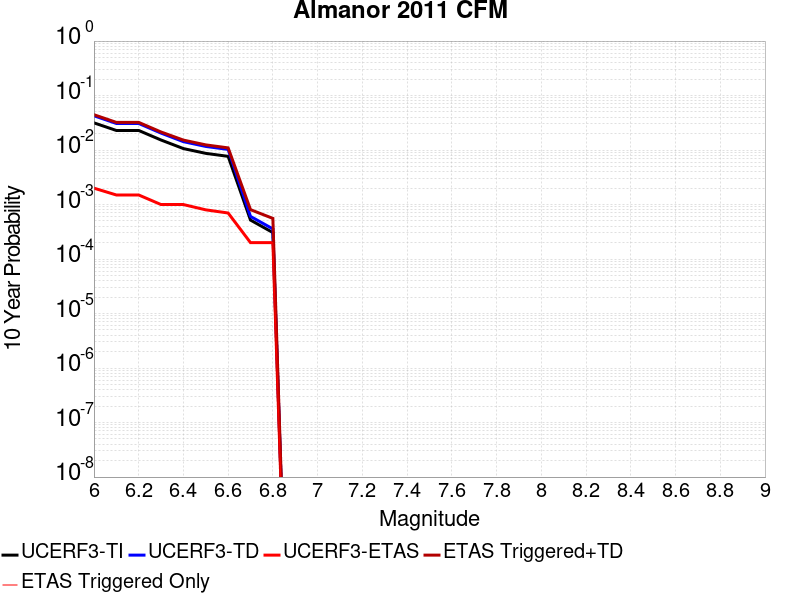 Almanor 2011 CFM
10 Year Probability
10^0
10^-1
10^-2
10^-3
10^-4
10^-5
10^-6
10^-7
10^-8
6 6.2 6.4 6.6 6.8 7 7.2 7.4 7.6 7.8 8 8.2 8.4 8.6 8.8 9
Magnitude
UCERF3-TI UCERF3-TD UCERF3-ETAS ETAS Triggered+TD
ETAS Triggered Only